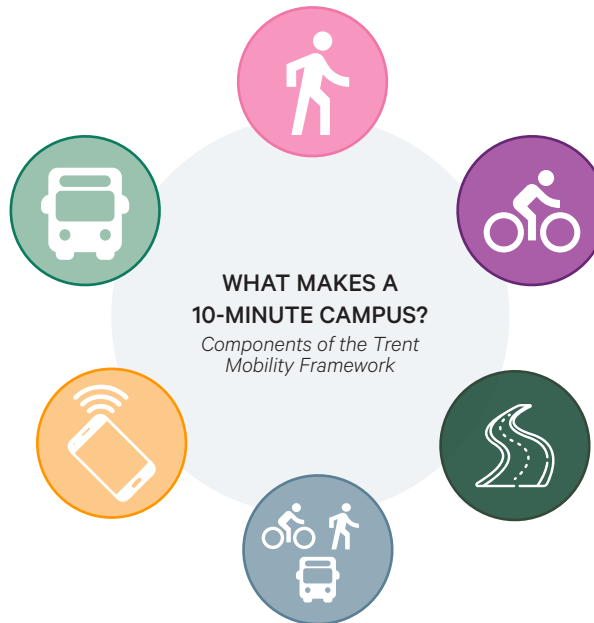 WHAT MAKES A
10-MINUTE CAMPUS?
Components of the Trent
Mobility Framework